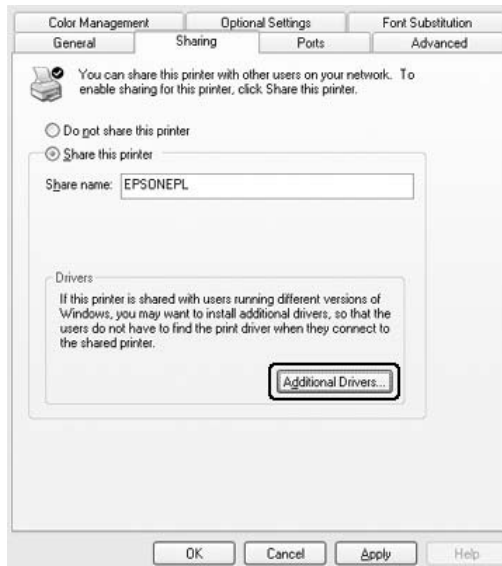 Color Management Optional Settings Font Substitution
General Sharing Ports Advanced
You can share this printer with other users on your network. To
enable sharing for this printer, click Share this printer.
Do not share this printer
Share this printer
Share name: EPSONEPL
Drivers
If this printer is shared with users running different versions of
Windows, you may want to install additional drivers, so that the
users do not have to find the print driver when they connect to
the shared printer.
Additional Drivers...
OK Cancel Apply Help